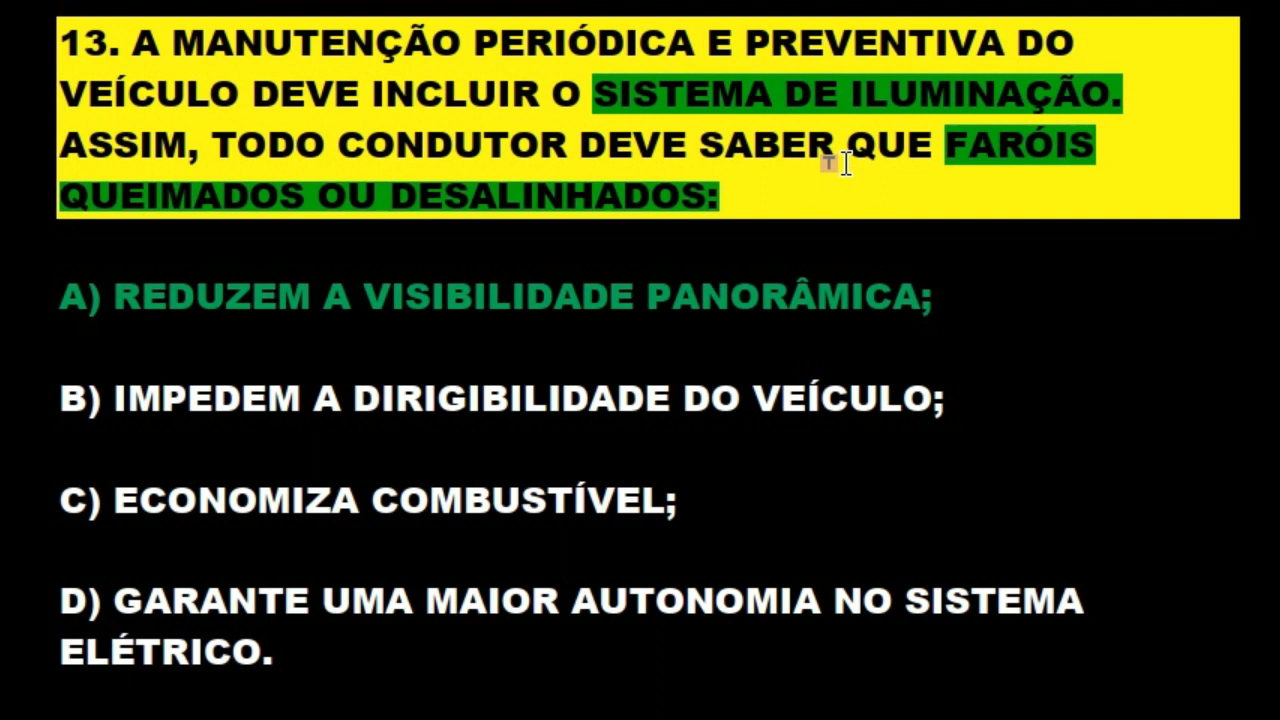 13. A MANUTENÇÃO PERIÓDICA E PREVENTIVA DO
VEÍCULO DEVE INCLUIR O SISTEMA DE ILUMINAÇÃO.
ASSIM, TODO CONDUTOR DEVE SABER QUE FARÓIS
QUEIMADOS OU DESALINHADOS:
A) REDUZEM A VISIBILIDADE PANORÂMICA;
B) IMPEDEM A DIRIGIBILIDADE DO VEÍCULO;
C) ECONOMIZA COMBUSTÍVEL;
D) GARANTE UMA MAIOR AUTONOMIA NO SISTEMA
ELÉTRICO.